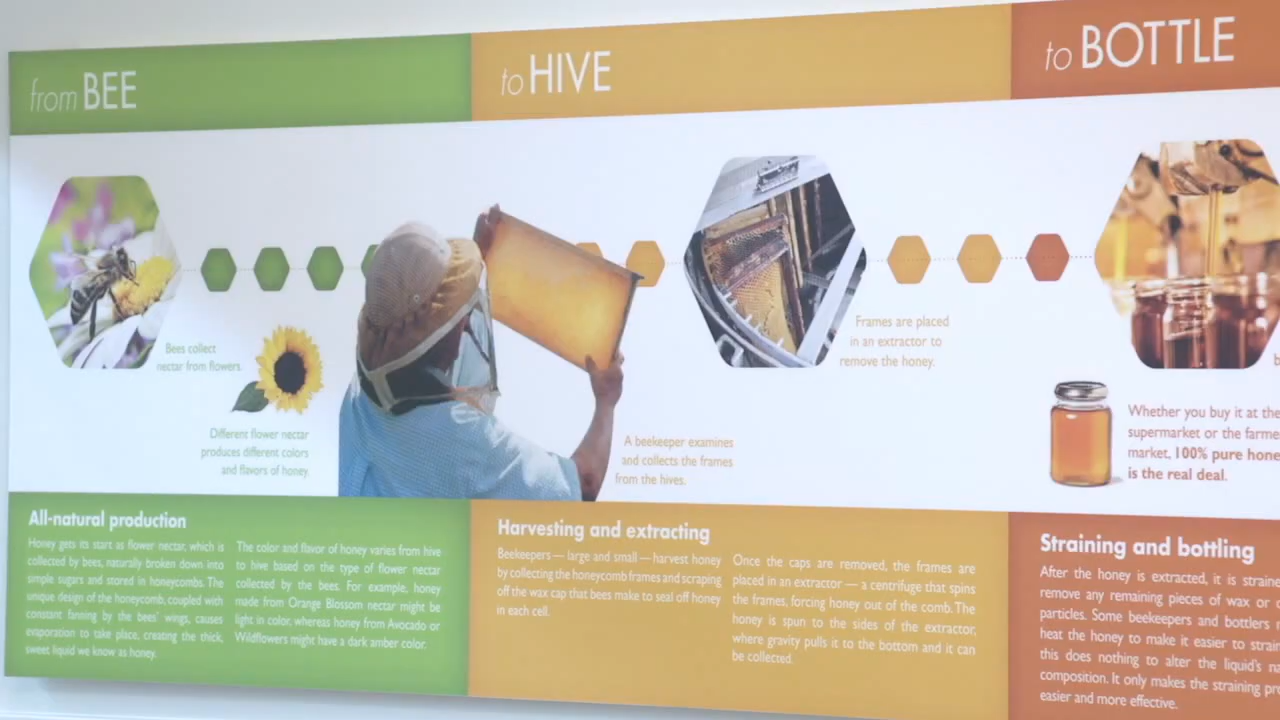 from BEE
to HIVE
to BOTTLE
Bees collect
nectar from flowers.
Different flower nectar
produces different colors
and flavors of honey.
A beekeeper examines
and collects the frames
from the hives.
Frames are placed
in an extractor to
remove the honey.
Whether you buy it at the
supermarket or the
market, 100% pure
is the real deal.
All-natural production
Honey gets its start as flower nectar, which is
collected by bees, naturally broken down into
simple sugars and stored in honeycombs. The
unique design of the honeycomb, coupled with
constant fanning by the bees' wings, causes
evaporation to take place, creating the thick,
sweet liquid we know as honey.
The color and flavor of honey varies from hive
to hive based on the type of flower nectar
collected by the bees. For example, honey
made from Orange Blossom nectar might be
light in color, whereas honey from Avocado or
Wildflowers might have a dark amber color.
Harvesting and extracting
Beekeepers — large and small — harvest honey
by collecting the honeycomb frames and scraping
off the wax cap that bees make to seal off honey
in each cell.
Once the caps are removed, the frames are
placed in an extractor — a centrifuge that spins
the frames, forcing honey out of the comb. The
honey is spun to the sides of the extractor,
where gravity pulls it to the bottom and it can
be collected.
Straining and bottling
After the honey is extracted, it is
remove any remaining pieces of wax or
particles. Some beekeepers and bottlers
heat the honey to make it easier to
this does nothing to alter the liquid's
composition. It only makes the straining
easier and more effective.